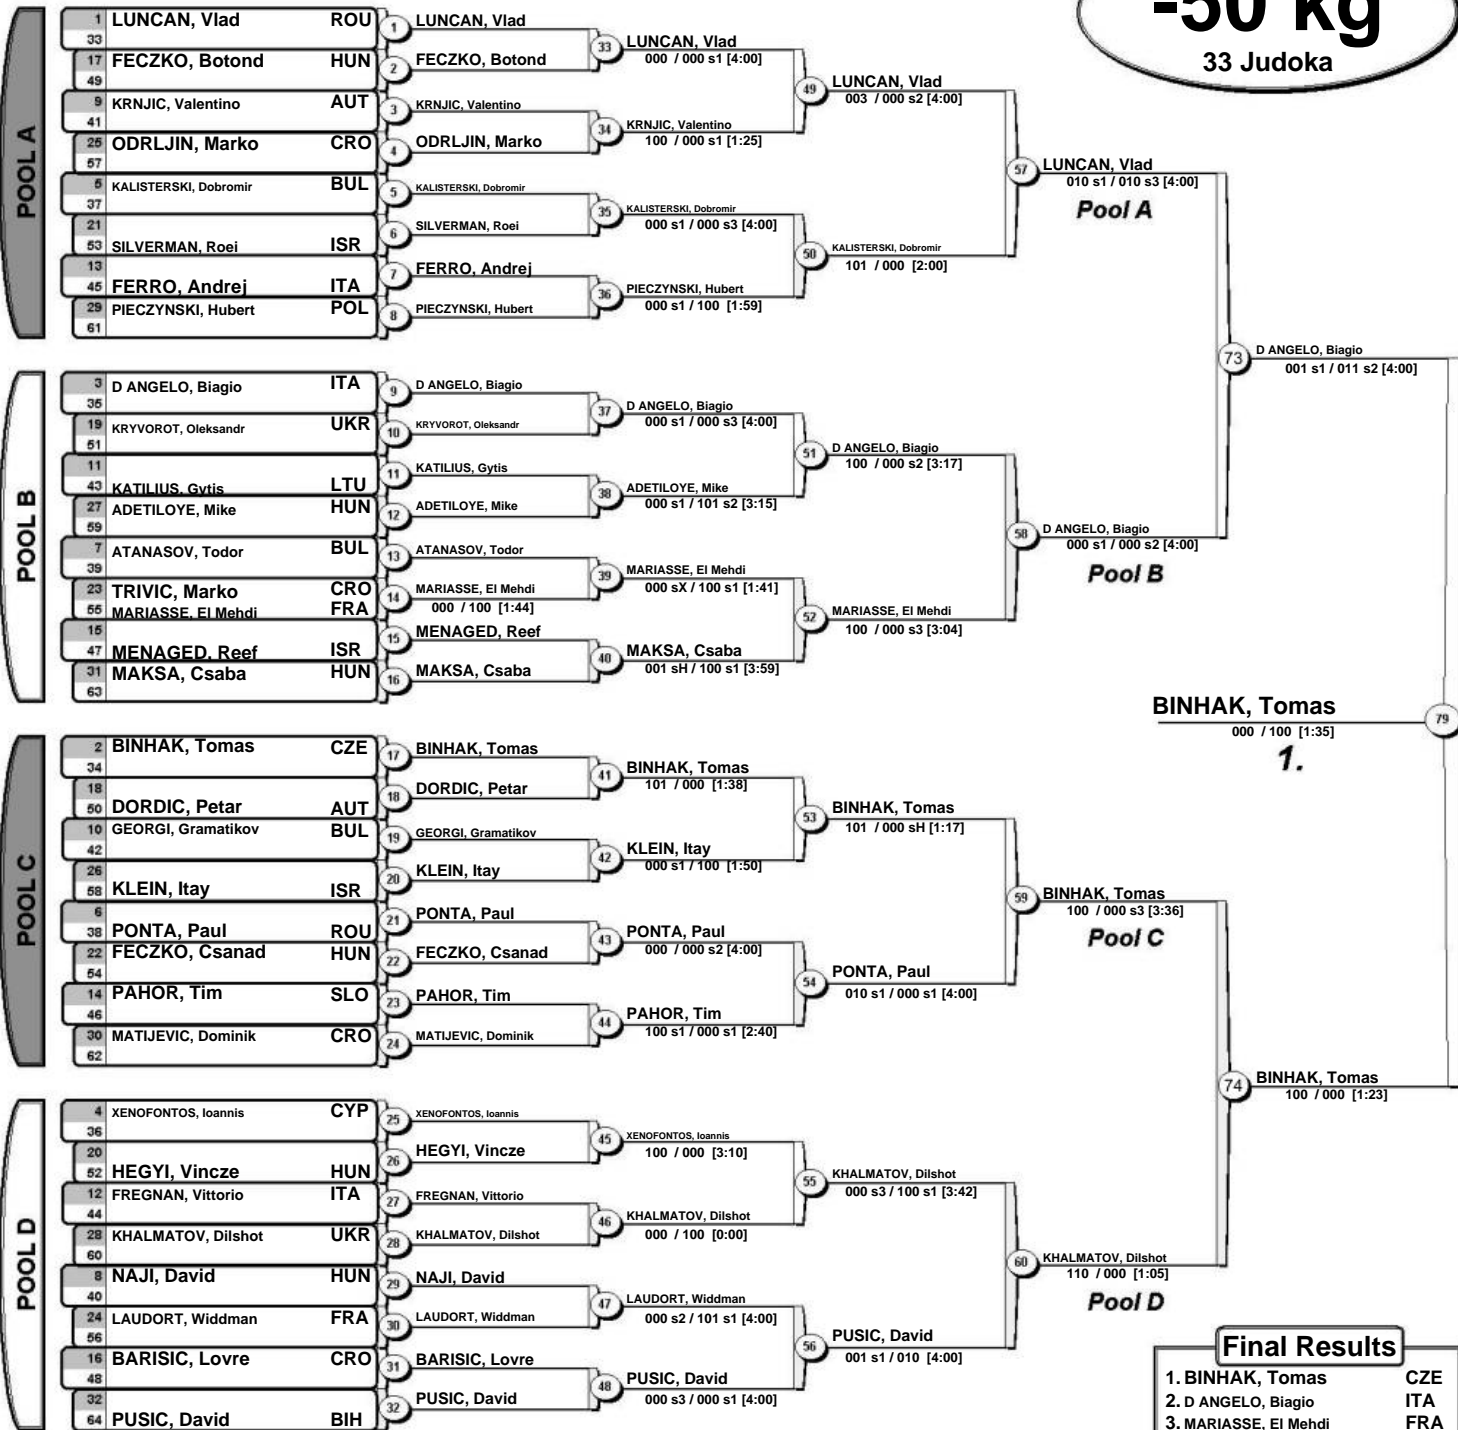 -50 kg
33 Judoka
POOL A
1 LUNCAN, Vlad ROU
33
17 FECZKO, Botond HUN
49
9 KRNJIC, Valentino AUT
41
25 ODRLJIN, Marko CRO
57
5 KALISTERSKI, Dobromir BUL
37
21
53 SILVERMAN, Roei ISR
13
45 FERRO, Andrej ITA
29 PIECZYNSKI, Hubert POL
61
1 LUNCAN, Vlad
2 FECZKO, Botond
3 KRNJIC, Valentino
4 ODRLJIN, Marko
5 KALISTERSKI, Dobromir
6 SILVERMAN, Roei
7 FERRO, Andrej
8 PIECZYNSKI, Hubert
33 LUNCAN, Vlad
000 / 000 s1 [4:00]
34 KRNJIC, Valentino
100 / 000 s1 [1:25]
35 KALISTERSKI, Dobromir
000 s1 / 000 s3 [4:00]
36 PIECZYNSKI, Hubert
000 s1 / 100 [1:59]
49 LUNCAN, Vlad
003 / 000 s2 [4:00]
50 KALISTERSKI, Dobromir
101 / 000 [2:00]
57 LUNCAN, Vlad
010 s1 / 010 s3 [4:00]
Pool A
POOL B
3 D ANGELO, Biagio ITA
35
19 KRYVOROT, Oleksandr UKR
51
11
43 KATILIUS, Gytis LTU
27 ADETILOYE, Mike HUN
59
7 ATANASOV, Todor BUL
39
23 TRIVIC, Marko CRO
55 MARIASSE, El Mehdi FRA
15
47 MENAGED, Reef ISR
31 MAKSA, Csaba HUN
63
9 D ANGELO, Biagio
10 KRYVOROT, Oleksandr
11 KATILIUS, Gytis
12 ADETILOYE, Mike
13 ATANASOV, Todor
14 MARIASSE, El Mehdi
000 / 100 [1:44]
15 MENAGED, Reef
16 MAKSA, Csaba
37 D ANGELO, Biagio
000 s1 / 000 s3 [4:00]
38 ADETILOYE, Mike
000 s1 / 101 s2 [3:15]
39 MARIASSE, El Mehdi
000 sX / 100 s1 [1:41]
40 MAKSA, Csaba
001 sH / 100 s1 [3:59]
51 D ANGELO, Biagio
100 / 000 s2 [3:17]
52 MARIASSE, El Mehdi
100 / 000 s3 [3:04]
58 D ANGELO, Biagio
000 s1 / 000 s2 [4:00]
Pool B
73 D ANGELO, Biagio
001 s1 / 011 s2 [4:00]
BINHAK, Tomas 79
000 / 100 [1:35]
1.
POOL C
2 BINHAK, Tomas CZE
34
18
50 DORDIC, Petar AUT
10 GEORGI, Gramatikov BUL
42
26
58 KLEIN, Itay ISR
6
38 PONTA, Paul ROU
22 FECZKO, Csanad HUN
54
14 PAHOR, Tim SLO
46
30 MATIJEVIC, Dominik CRO
62
17 BINHAK, Tomas
18 DORDIC, Petar
19 GEORGI, Gramatikov
20 KLEIN, Itay
21 PONTA, Paul
22 FECZKO, Csanad
23 PAHOR, Tim
24 MATIJEVIC, Dominik
41 BINHAK, Tomas
101 / 000 [1:38]
42 KLEIN, Itay
000 s1 / 100 [1:50]
43 PONTA, Paul
000 / 000 s2 [4:00]
44 PAHOR, Tim
100 s1 / 000 s1 [2:40]
53 BINHAK, Tomas
101 / 000 sH [1:17]
54 PONTA, Paul
010 s1 / 000 s1 [4:00]
59 BINHAK, Tomas
100 / 000 s3 [3:36]
Pool C
74 BINHAK, Tomas
100 / 000 [1:23]
POOL D
4 XENOFONTOS, Ioannis CYP
36
20
52 HEGYI, Vincze HUN
12 FREGNAN, Vittorio ITA
44
28 KHALMATOV, Dilshot UKR
60
8 NAJI, David HUN
40
24 LAUDORT, Widdman FRA
56
16 BARISIC, Lovre CRO
48
32
64 PUSIC, David BIH
25 XENOFONTOS, Ioannis
26 HEGYI, Vincze
27 FREGNAN, Vittorio
28 KHALMATOV, Dilshot
29 NAJI, David
30 LAUDORT, Widdman
31 BARISIC, Lovre
32 PUSIC, David
45 XENOFONTOS, Ioannis
100 / 000 [3:10]
46 KHALMATOV, Dilshot
000 / 100 [0:00]
47 LAUDORT, Widdman
000 s2 / 101 s1 [4:00]
48 PUSIC, David
000 s3 / 000 s1 [4:00]
55 KHALMATOV, Dilshot
000 s3 / 100 s1 [3:42]
56 PUSIC, David
001 s1 / 010 [4:00]
60 KHALMATOV, Dilshot
110 / 000 [1:05]
Pool D
Final Results
1. BINHAK, Tomas CZE
2. D ANGELO, Biagio ITA
3. MARIASSE, El Mehdi FRA